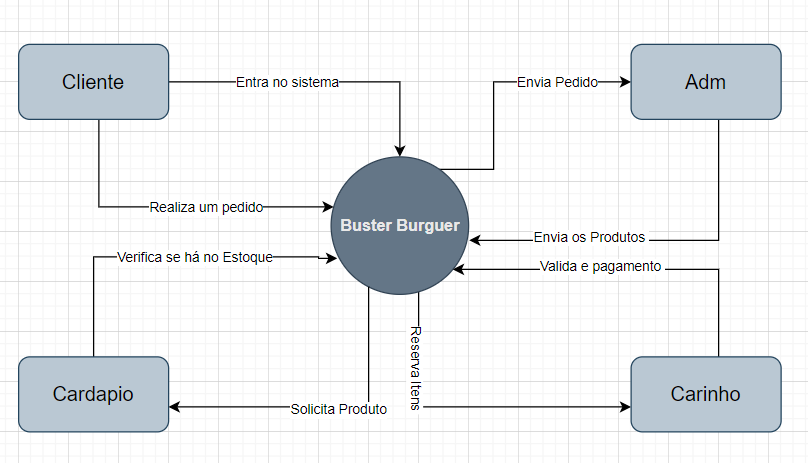 Cliente
Entra no sistema
Envia Pedido
Adm
Realiza um pedido
Buster Burguer
Envia os Produtos
Verifica se há no Estoque
Valida e pagamento
Reserva Itens
Cardapio
Solicita Produto
Carinho